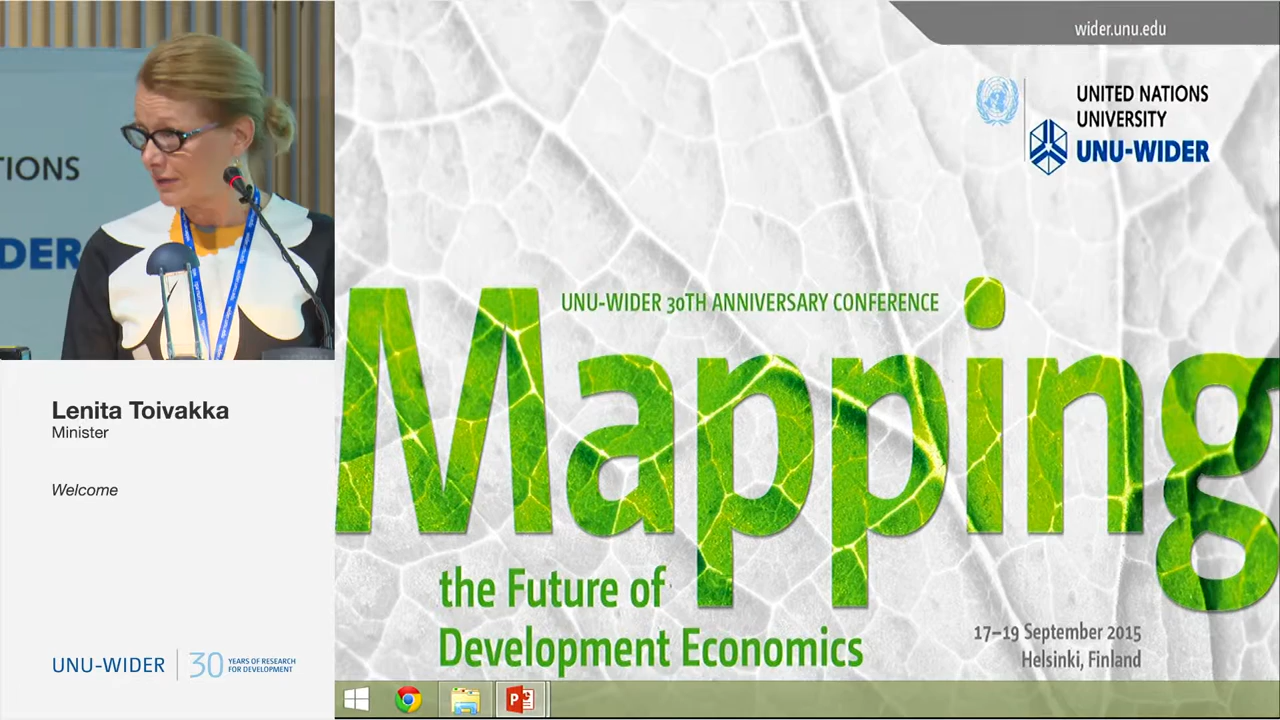 TIONS
DER
Lenita Toivakka
Minister
Welcome
UNU-WIDER
30 YEARS OF RESEARCH
FOR DEVELOPMENT
wider.unu.edu
UNITED NATIONS
UNIVERSITY
UNU-WIDER
UNU-WIDER 30TH ANNIVERSARY CONFERENCE
Mapping
the Future of
Development Economics
17–19 September 2015
Helsinki, Finland